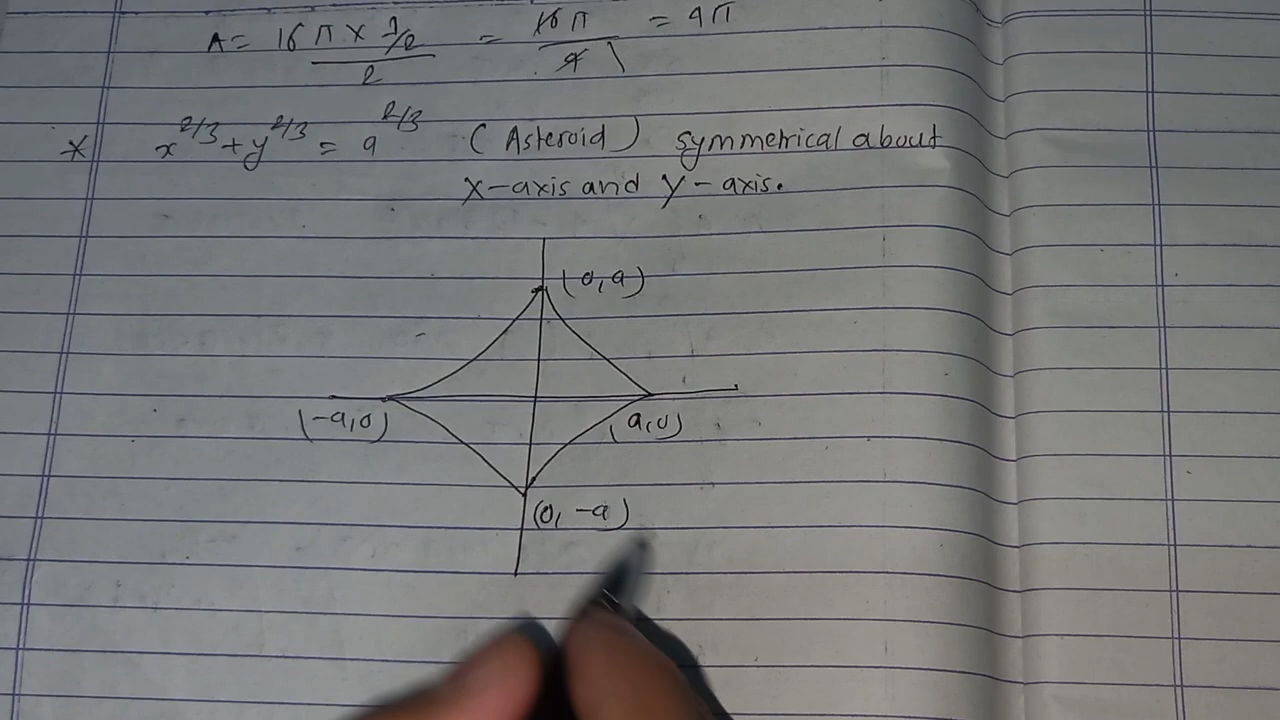 A = 16π × 1/2 / 2 = 16π / 4 1 = 4π
* x^2/3 + y^2/3 = a^2/3 (Asteroid) symmetrical about
X-axis and Y-axis.
(0, a)
(-a, 0) (a, 0)
(0, -a)